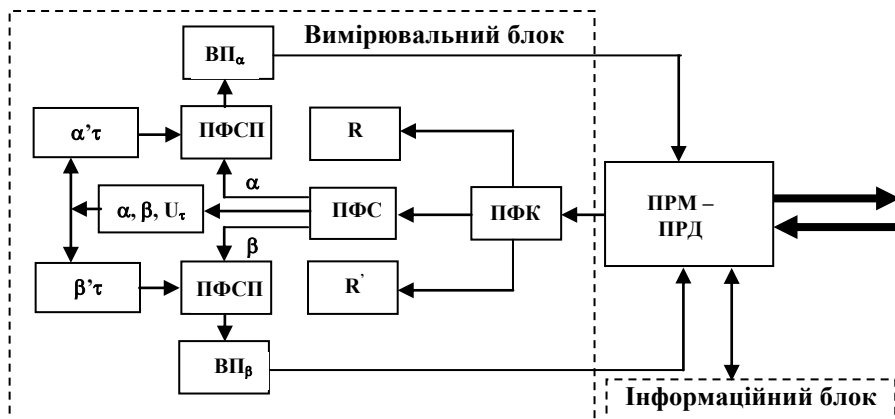 Вимірювальний блок
ВПα
α’τ
ПФСП
R
α
α, β, Uτ
ПФС
ПФК
ПРМ –
ПРД
β
β’τ
ПФСП
R’
ВПβ
Інформаційний блок